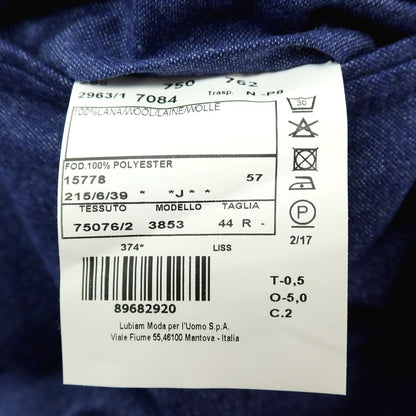 750 762
2963/1 7084 Trasp. N -P8
100%LANA/WOOL/LAINE/WOLLE
30
FOD.100% POLYESTER
15778 57
215/6/39 * *J* *
P
TESSUTO MODELLO TAGLIA
75076/2 3853 44 R -
2/17
374* LISS
T-0,5
O-5,0
C.2
89682920
Lubiam Moda per l'Uomo S.p.A.
Viale Fiume 55,46100 Mantova - Italia